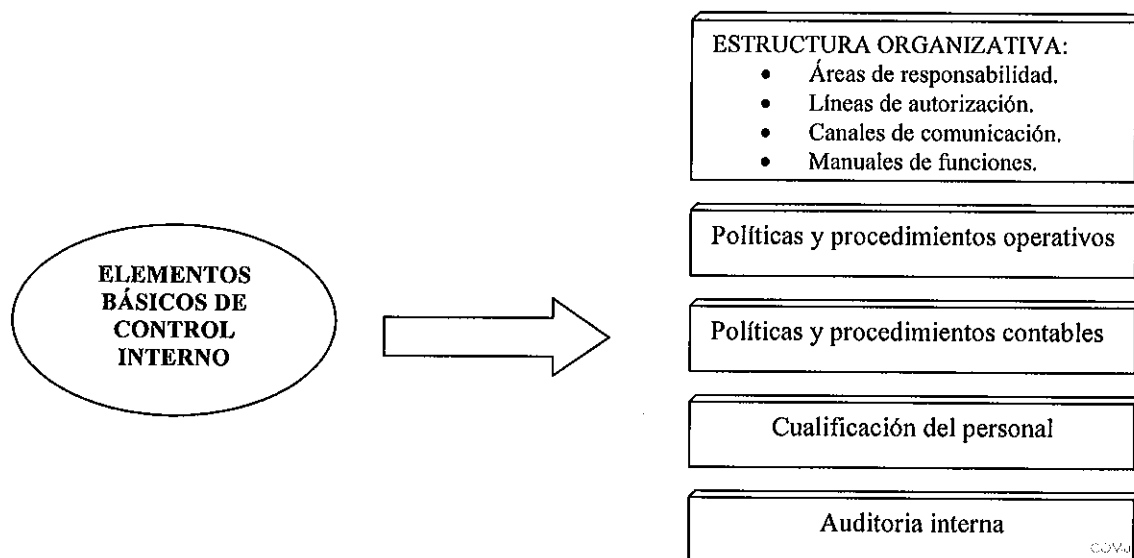 ESTRUCTURA ORGANIZATIVA:
• Áreas de responsabilidad.
• Líneas de autorización.
• Canales de comunicación.
• Manuales de funciones.
Políticas y procedimientos operativos
ELEMENTOS
BÁSICOS DE
CONTROL
INTERNO
Políticas y procedimientos contables
Cualificación del personal
Auditoria interna